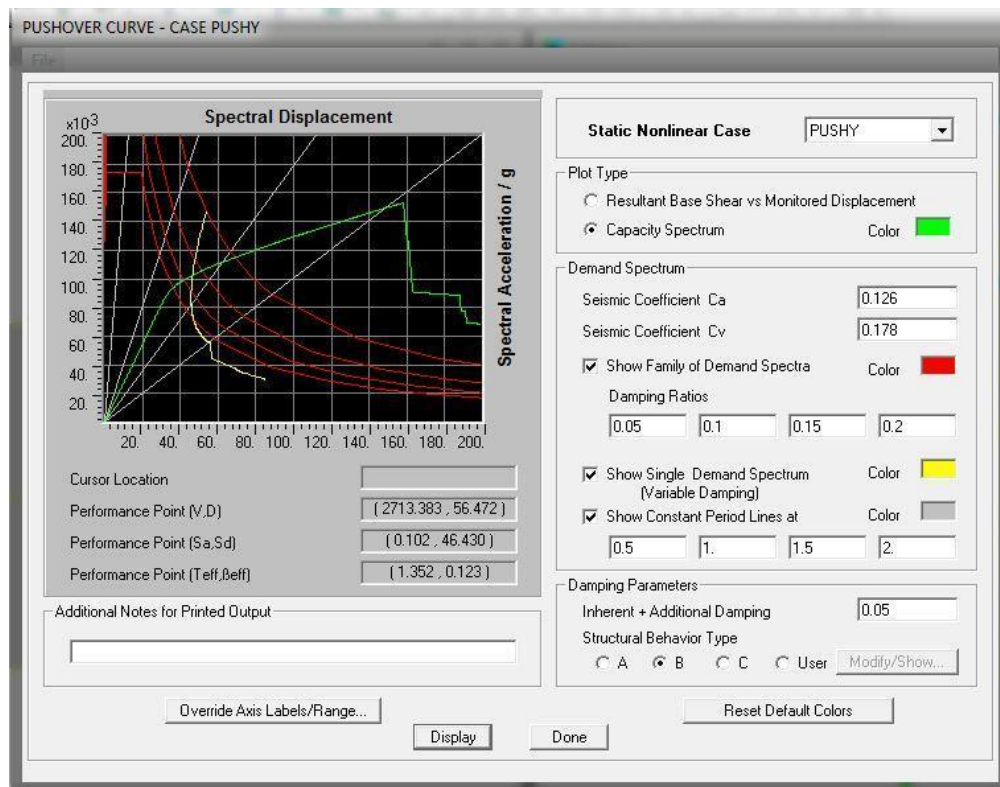 PUSHOVER CURVE - CASE PUSHY
File
x10-3 Spectral Displacement
200.
180.
160.
140.
120.
100.
80.
60.
40.
20.
Spectral Acceleration / g
20. 40. 60. 80. 100. 120. 140. 160. 180. 200.
Cursor Location
Performance Point (V,D) ( 2713.383 , 56.472 )
Performance Point (Sa,Sd) ( 0.102 , 46.430 )
Performance Point (Teff,ßeff) ( 1.352 , 0.123 )
Additional Notes for Printed Output
Override Axis Labels/Range...
Static Nonlinear Case PUSHY
Plot Type
Resultant Base Shear vs Monitored Displacement
Capacity Spectrum Color
Demand Spectrum
Seismic Coefficient Ca 0.126
Seismic Coefficient Cv 0.178
Show Family of Demand Spectra Color
Damping Ratios
0.05 0.1 0.15 0.2
Show Single Demand Spectrum Color
(Variable Damping)
Show Constant Period Lines at Color
0.5 1. 1.5 2.
Damping Parameters
Inherent + Additional Damping 0.05
Structural Behavior Type
A B C User Modify/Show...
Reset Default Colors
Display Done